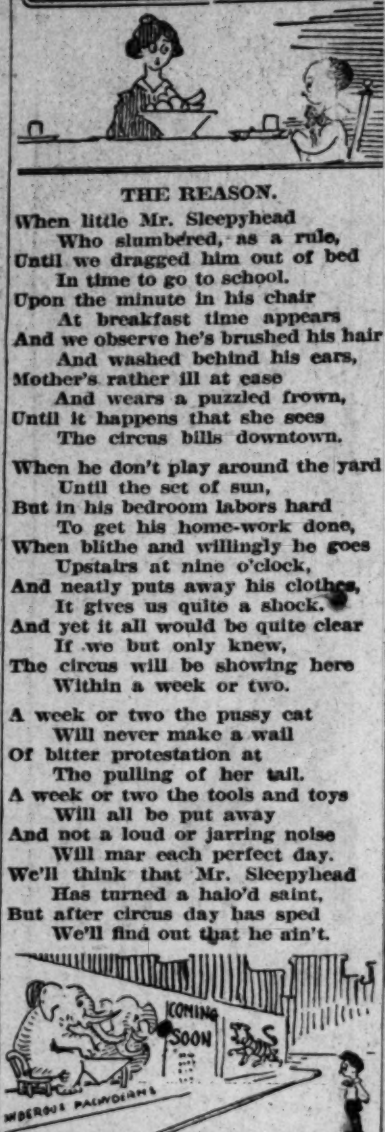 THE REASON.
When little Mr. Sleepyhead
Who slumbered, as a rule,
Until we dragged him out of bed
In time to go to school.
Upon the minute in his chair
At breakfast time appears
And we observe he's brushed his hair
And washed behind his ears,
Mother's rather ill at ease
And wears a puzzled frown,
Until it happens that she sees
The circus bills downtown.
When he don't play around the yard
Until the set of sun,
But in his bedroom labors hard
To get his home-work done,
When blithe and willingly he goes
Upstairs at nine o'clock,
And neatly puts away his clothes,
It gives us quite a shock.
And yet it all would be quite clear
If we but only knew,
The circus will be showing here
Within a week or two.
A week or two the pussy cat
Will never make a wail
Of bitter protestation at
The pulling of her tail.
A week or two the tools and toys
Will all be put away
And not a loud or jarring noise
Will mar each perfect day.
We'll think that Mr. Sleepyhead
Has turned a halo'd saint,
But after circus day has sped
We'll find out that he ain't.
COMING
SOON
PACHYDERMS